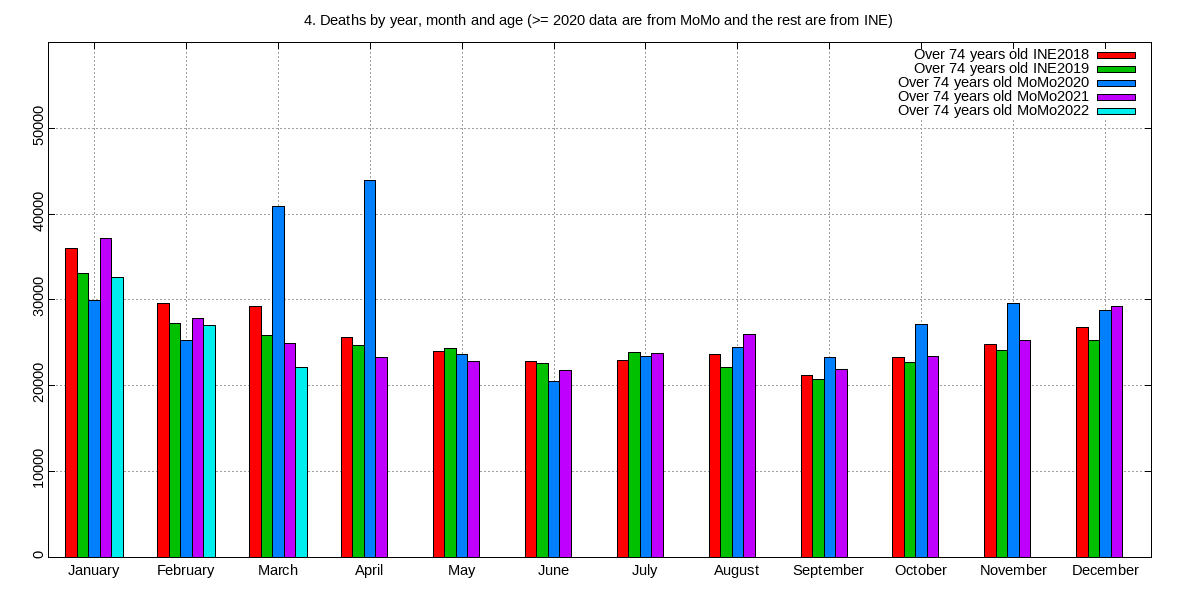 4. Deaths by year, month and age (>= 2020 data are from MoMo and the rest are from INE)
Over 74 years old INE2018
Over 74 years old INE2019
Over 74 years old MoMo2020
Over 74 years old MoMo2021
Over 74 years old MoMo2022
50000
40000
30000
20000
10000
0
January February March April May June July August September October November December